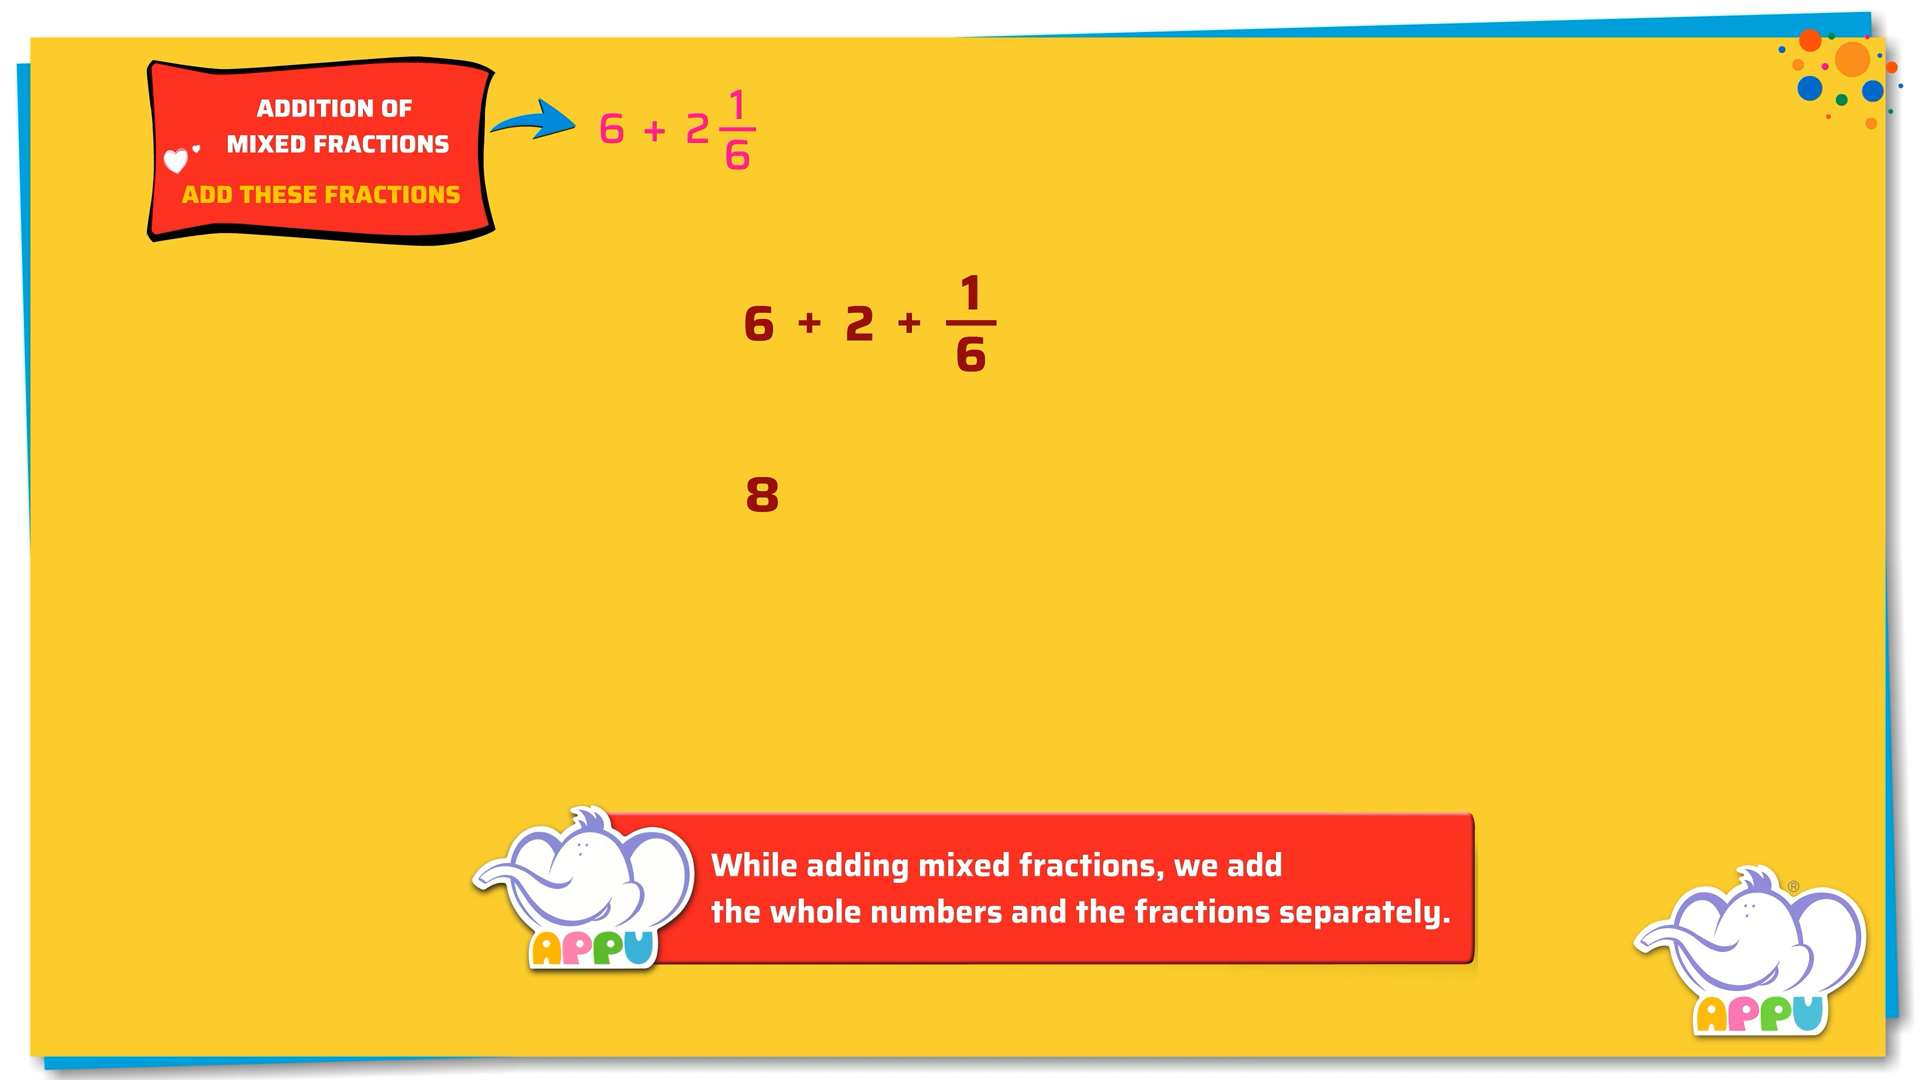 ADDITION OF
MIXED FRACTIONS
ADD THESE FRACTIONS
6 + 2 1/6
6 + 2 + 1/6
8
While adding mixed fractions, we add
the whole numbers and the fractions separately.
APPU
®
APPU